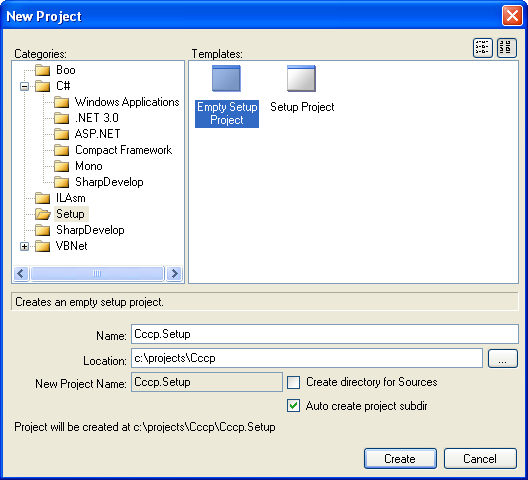 New Project
Categories:
Templates:
Boo
C#
Windows Applications
.NET 3.0
ASP.NET
Compact Framework
Mono
SharpDevelop
ILAsm
Setup
SharpDevelop
VBNet
Empty Setup
Project
Setup Project
Creates an empty setup project.
Name: Cccp.Setup
Location: c:\projects\Cccp ...
New Project Name: Cccp.Setup Create directory for Sources
Auto create project subdir
Project will be created at c:\projects\Cccp\Cccp.Setup
Create Cancel